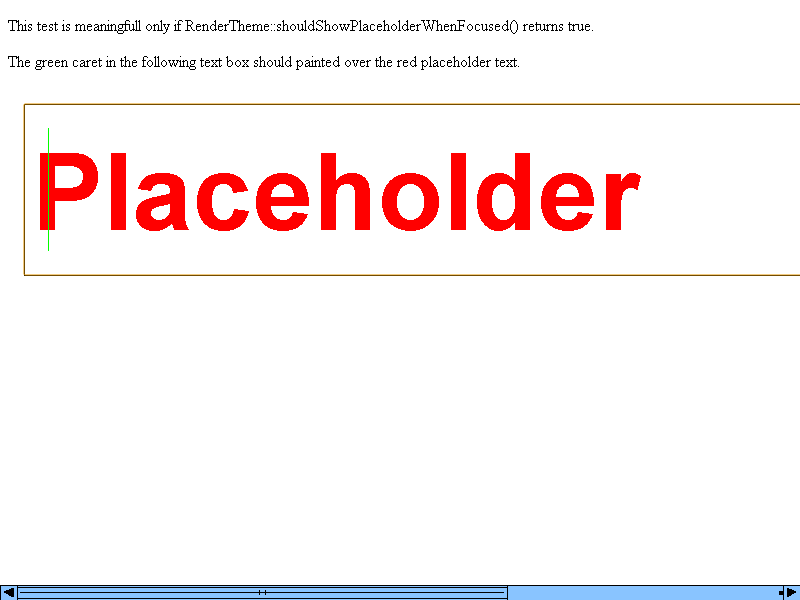 This test is meaningfull only if RenderTheme::shouldShowPlaceholderWhenFocused() returns true.
The green caret in the following text box should painted over the red placeholder text.
Placeholder